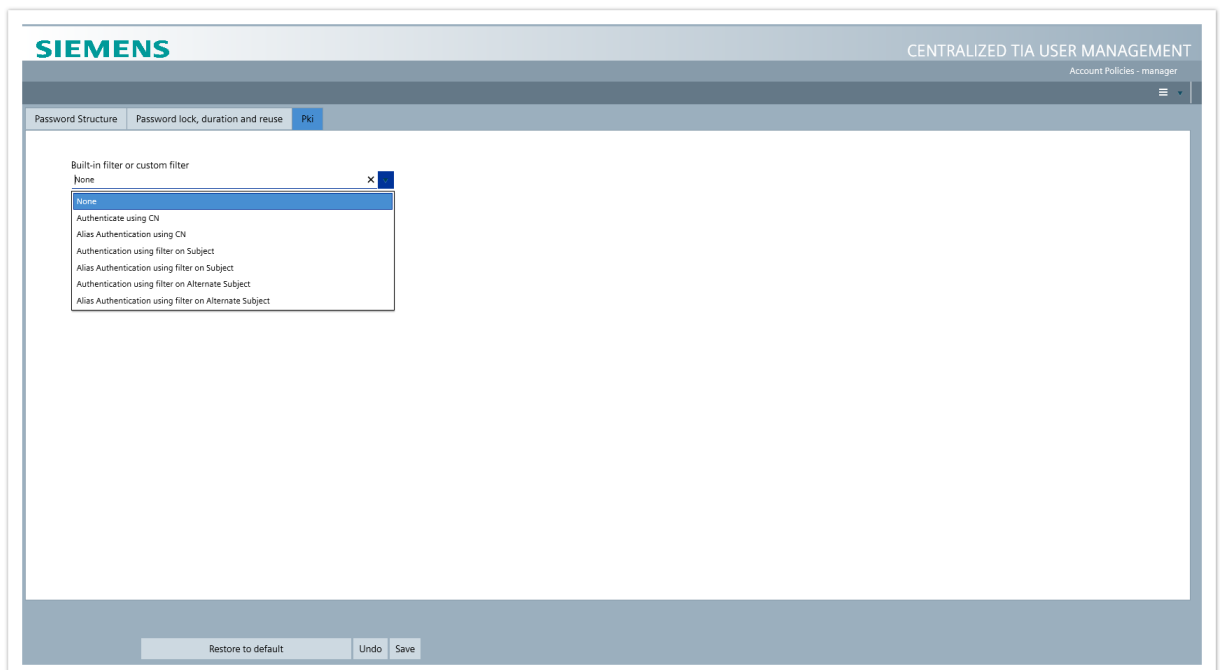 SIEMENS
CENTRALIZED TIA USER MANAGEMENT
Account Policies - manager
Password Structure
Password lock, duration and reuse
Pki
Built-in filter or custom filter
None
None
Authenticate using CN
Alias Authentication using CN
Authentication using filter on Subject
Alias Authentication using filter on Subject
Authentication using filter on Alternate Subject
Alias Authentication using filter on Alternate Subject
Restore to default
Undo
Save